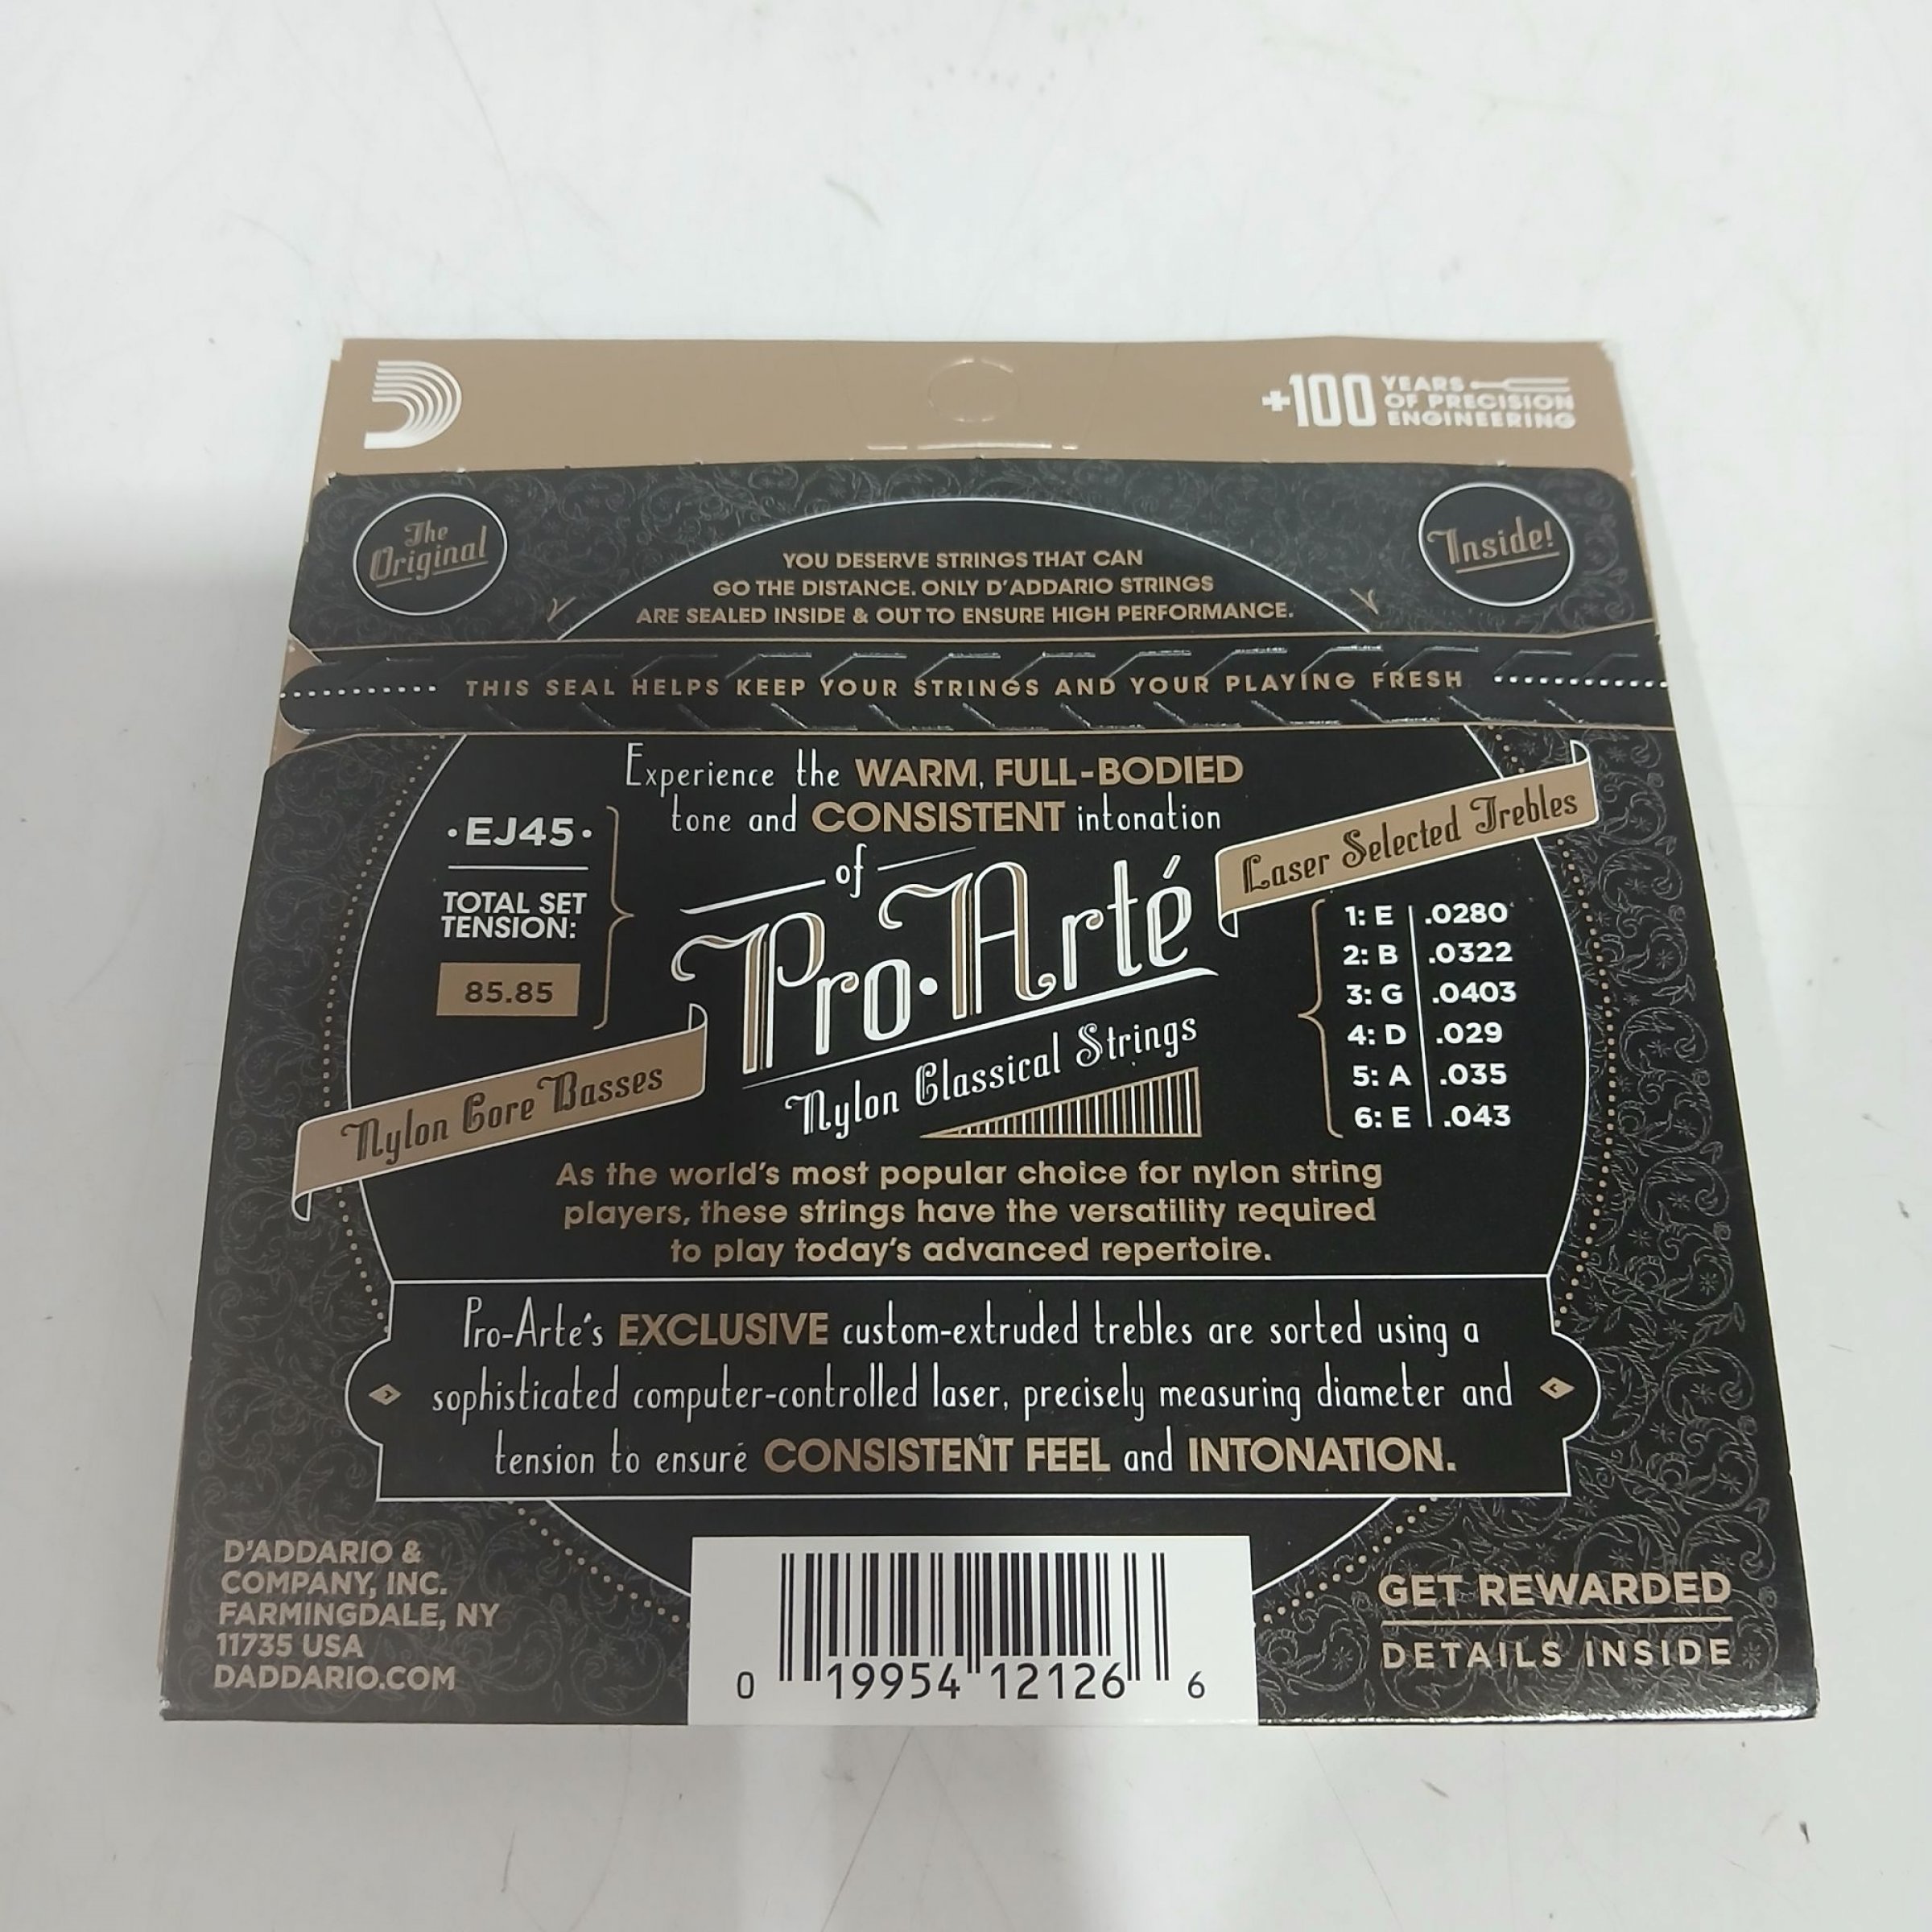 +100 YEARS
OF PRECISION
ENGINEERING
The
Original
Inside!
YOU DESERVE STRINGS THAT CAN
GO THE DISTANCE. ONLY D'ADDARIO STRINGS
ARE SEALED INSIDE & OUT TO ENSURE HIGH PERFORMANCE.
THIS SEAL HELPS KEEP YOUR STRINGS AND YOUR PLAYING FRESH
Experience the WARM, FULL-BODIED
tone and CONSISTENT intonation
of
Pro·Arté
Nylon Classical Strings
·EJ45·
TOTAL SET
TENSION:
85.85
Nylon Core Basses
Laser Selected Trebles
1: E .0280
2: B .0322
3: G .0403
4: D .029
5: A .035
6: E .043
As the world's most popular choice for nylon string
players, these strings have the versatility required
to play today's advanced repertoire.
Pro-Arté's EXCLUSIVE custom-extruded trebles are sorted using a
sophisticated computer-controlled laser, precisely measuring diameter and
tension to ensure CONSISTENT FEEL and INTONATION.
D'ADDARIO &
COMPANY, INC.
FARMINGDALE, NY
11735 USA
DADDARIO.COM
0 19954 12126 6
GET REWARDED
DETAILS INSIDE